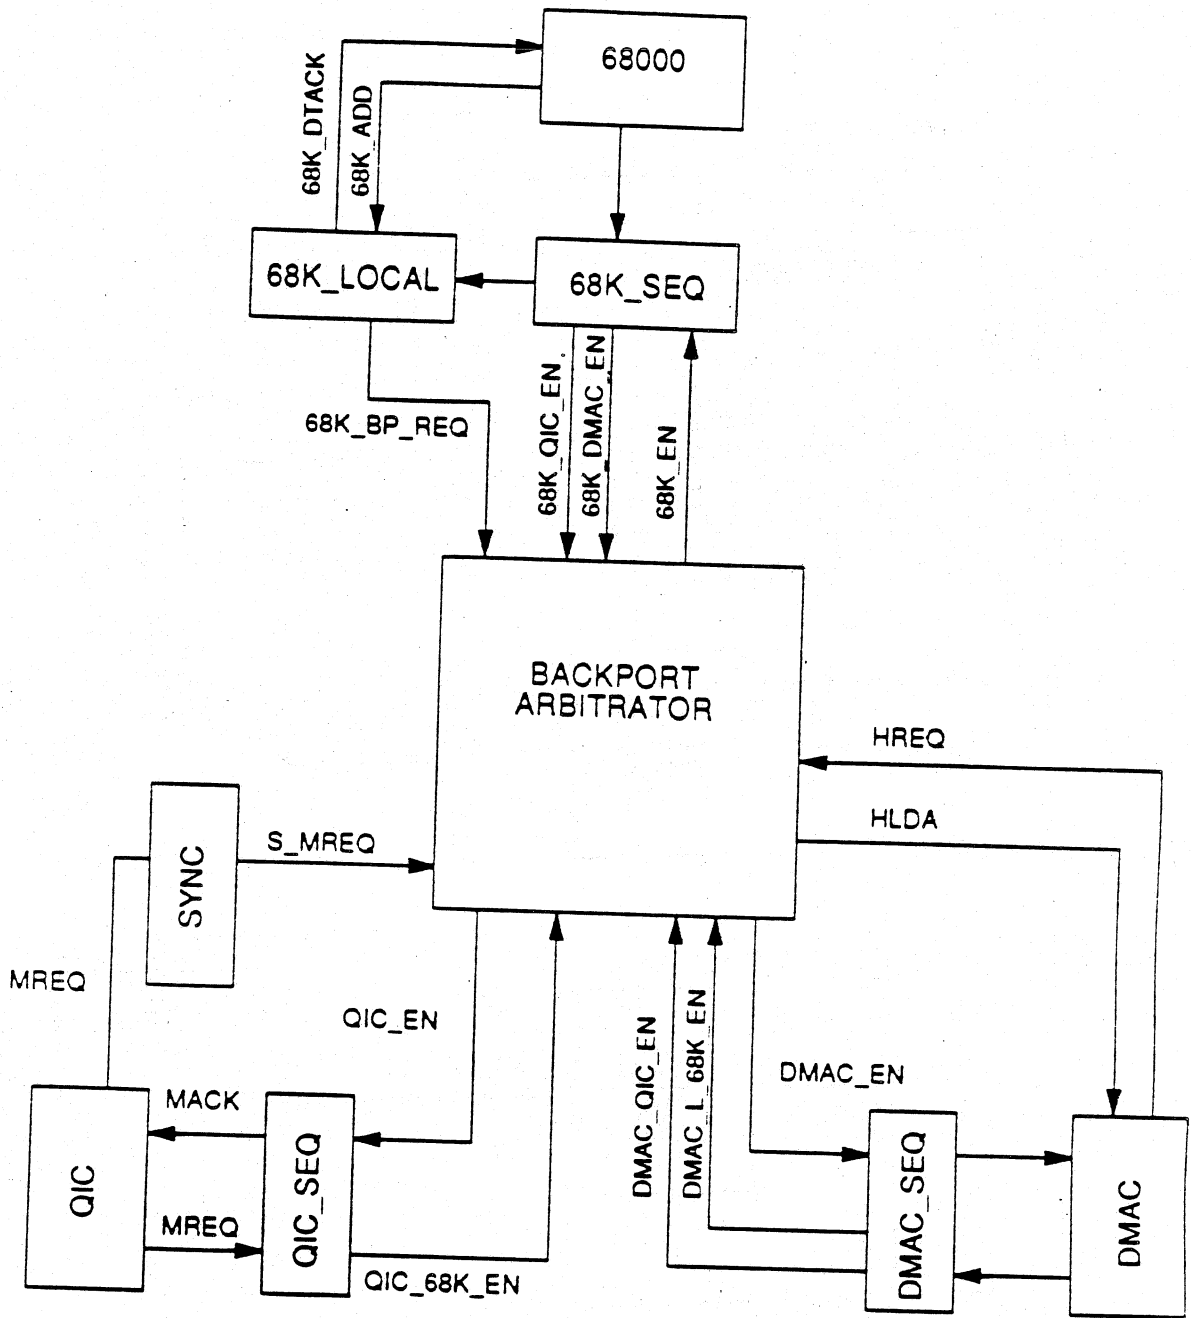 68000
68K_DTACK
68K_ADD
68K_LOCAL
68K_SEQ
68K_BP_REQ
68K_QIC_EN
68K_DMAC_EN
68K_EN
BACKPORT
ARBITRATOR
HREQ
HLDA
S_MREQ
SYNC
MREQ
QIC_EN
DMAC_QIC_EN
DMAC_L_68K_EN
DMAC_EN
MACK
QIC
QIC_SEQ
MREQ
QIC_68K_EN
DMAC_SEQ
DMAC